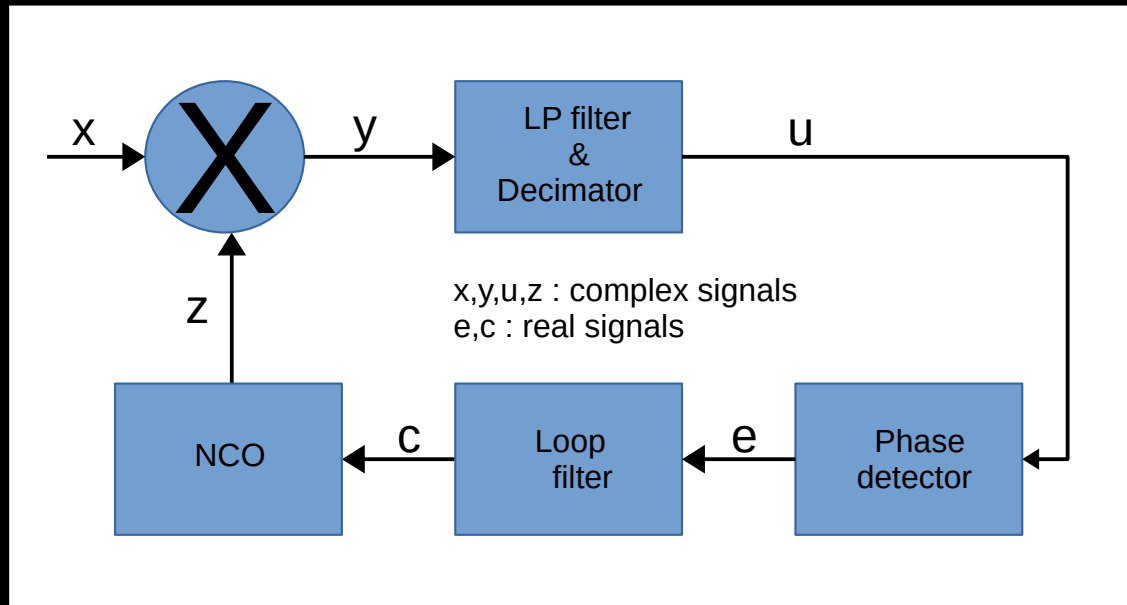 x
X
y
LP filter
&
Decimator
u
z
x,y,u,z : complex signals
e,c : real signals
NCO
c
Loop
filter
e
Phase
detector